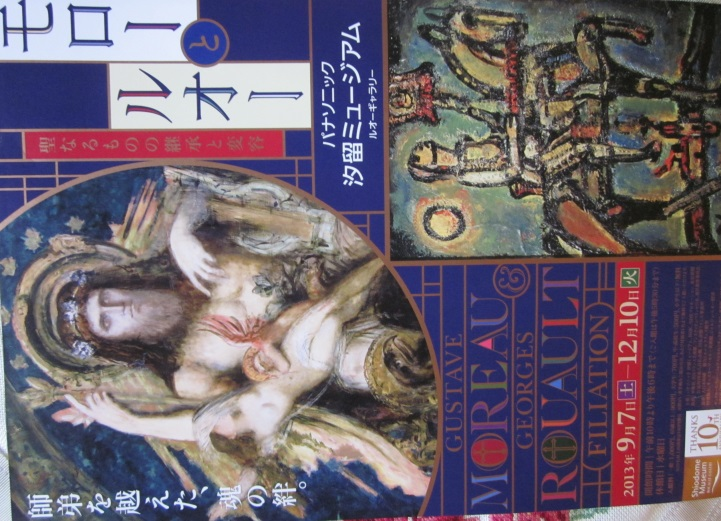 モロー
と
ルオー
聖なるものの継承と変容
パナソニック
汐留ミュージアム
ルオーギャラリー
師弟を越えた、魂の絆。
GUSTAVE
MOREAU
&
GEORGES
ROUAULT
(FILIATION)
2013年9月7日土—12月10日火
THANKS
10th
Shiodome
Museum